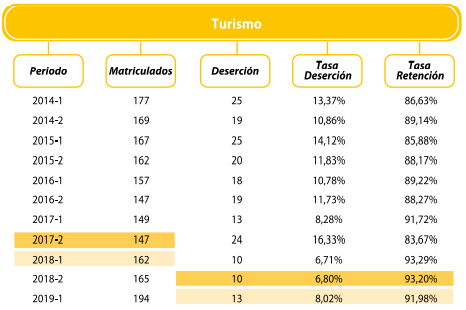 Turismo
Periodo Matriculados Deserción Tasa Deserción Tasa Retención
2014-1 177 25 13,37% 86,63%
2014-2 169 19 10,86% 89,14%
2015-1 167 25 14,12% 85,88%
2015-2 162 20 11,83% 88,17%
2016-1 157 18 10,78% 89,22%
2016-2 147 19 11,73% 88,27%
2017-1 149 13 8,28% 91,72%
2017-2 147 24 16,33% 83,67%
2018-1 162 10 6,71% 93,29%
2018-2 165 10 6,80% 93,20%
2019-1 194 13 8,02% 91,98%